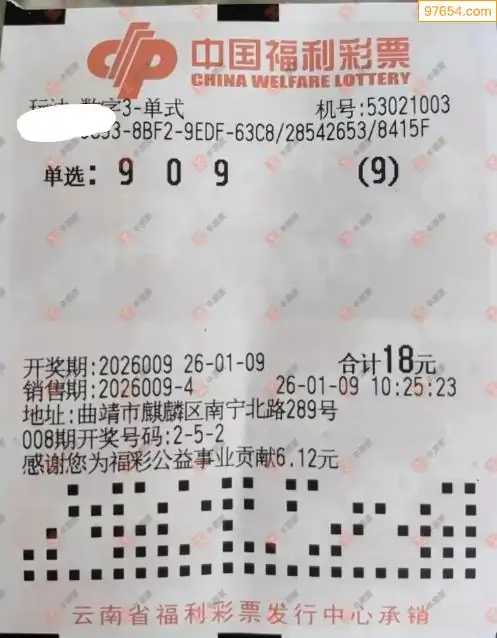 97654.com
中国福利彩票
CHINA WELFARE LOTTERY
玩法 数字3-单式 机号:53021003
-8BF2-9EDF-63C8/28542653/8415F
单选: 9 0 9 (9)
开奖期:2026009 26-01-09 合计18元
销售期:2026009-4 26-01-09 10:25:23
地址:曲靖市麒麟区南宁北路289号
008期开奖号码:2-5-2
感谢您为福彩公益事业贡献6.12元
云南省福利彩票发行中心承销